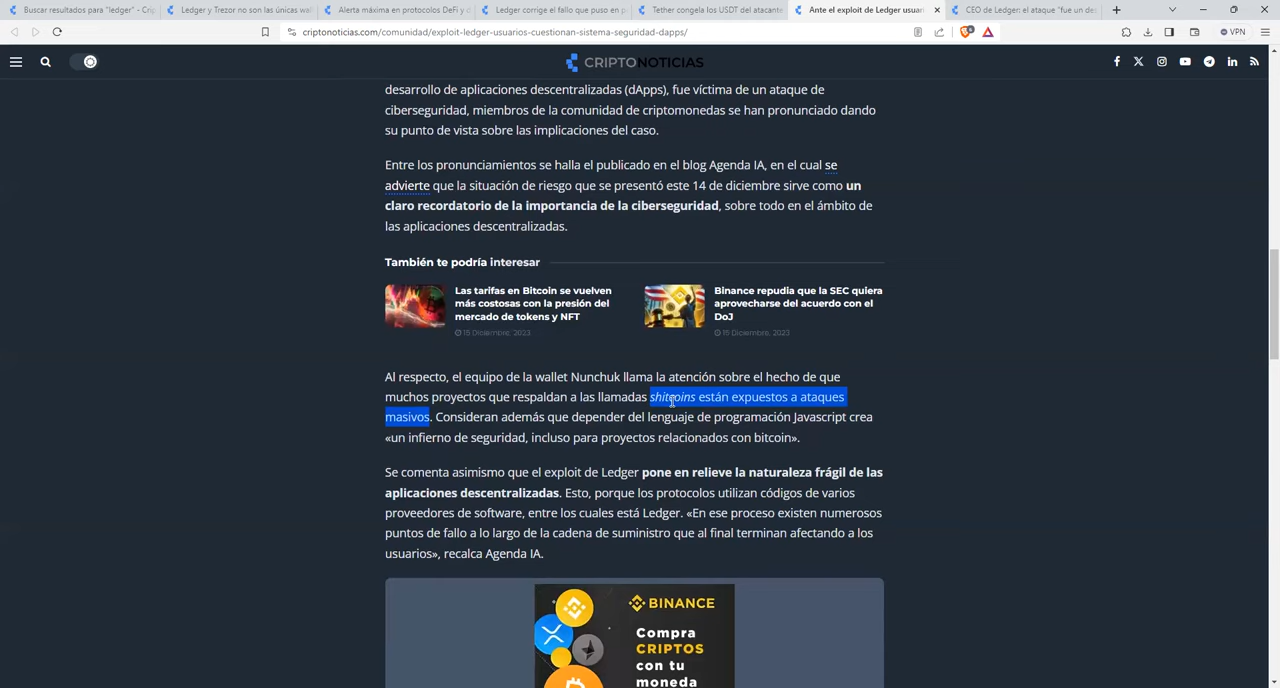 Buscar resultados para "ledger" - Crip
Ledger y Trezor no son las únicas wall
Alerta máxima en protocolos DeFi y d
Ledger corrige el fallo que puso en p
Tether congela los USDT del atacante
Ante el exploit de Ledger usuari
CEO de Ledger: el ataque "fue un des
criptonoticias.com/comunidad/exploit-ledger-usuarios-cuestionan-sistema-seguridad-dapps/
VPN
CRIPTONOTICIAS
desarrollo de aplicaciones descentralizadas (dApps), fue víctima de un ataque de
ciberseguridad, miembros de la comunidad de criptomonedas se han pronunciado dando
su punto de vista sobre las implicaciones del caso.
Entre los pronunciamientos se halla el publicado en el blog Agenda IA, en el cual se
advierte que la situación de riesgo que se presentó este 14 de diciembre sirve como un
claro recordatorio de la importancia de la ciberseguridad, sobre todo en el ámbito de
las aplicaciones descentralizadas.
También te podría interesar
Las tarifas en Bitcoin se vuelven
más costosas con la presión del
mercado de tokens y NFT
15 Diciembre, 2023
Binance repudia que la SEC quiera
aprovecharse del acuerdo con el
DoJ
15 Diciembre, 2023
Al respecto, el equipo de la wallet Nunchuk llama la atención sobre el hecho de que
muchos proyectos que respaldan a las llamadas shitcoins están expuestos a ataques
masivos. Consideran además que depender del lenguaje de programación Javascript crea
«un infierno de seguridad, incluso para proyectos relacionados con bitcoin».
Se comenta asimismo que el exploit de Ledger pone en relieve la naturaleza frágil de las
aplicaciones descentralizadas. Esto, porque los protocolos utilizan códigos de varios
proveedores de software, entre los cuales está Ledger. «En ese proceso existen numerosos
puntos de fallo a lo largo de la cadena de suministro que al final terminan afectando a los
usuarios», recalca Agenda IA.
BINANCE
Compra
CRIPTOS
con tu
moneda